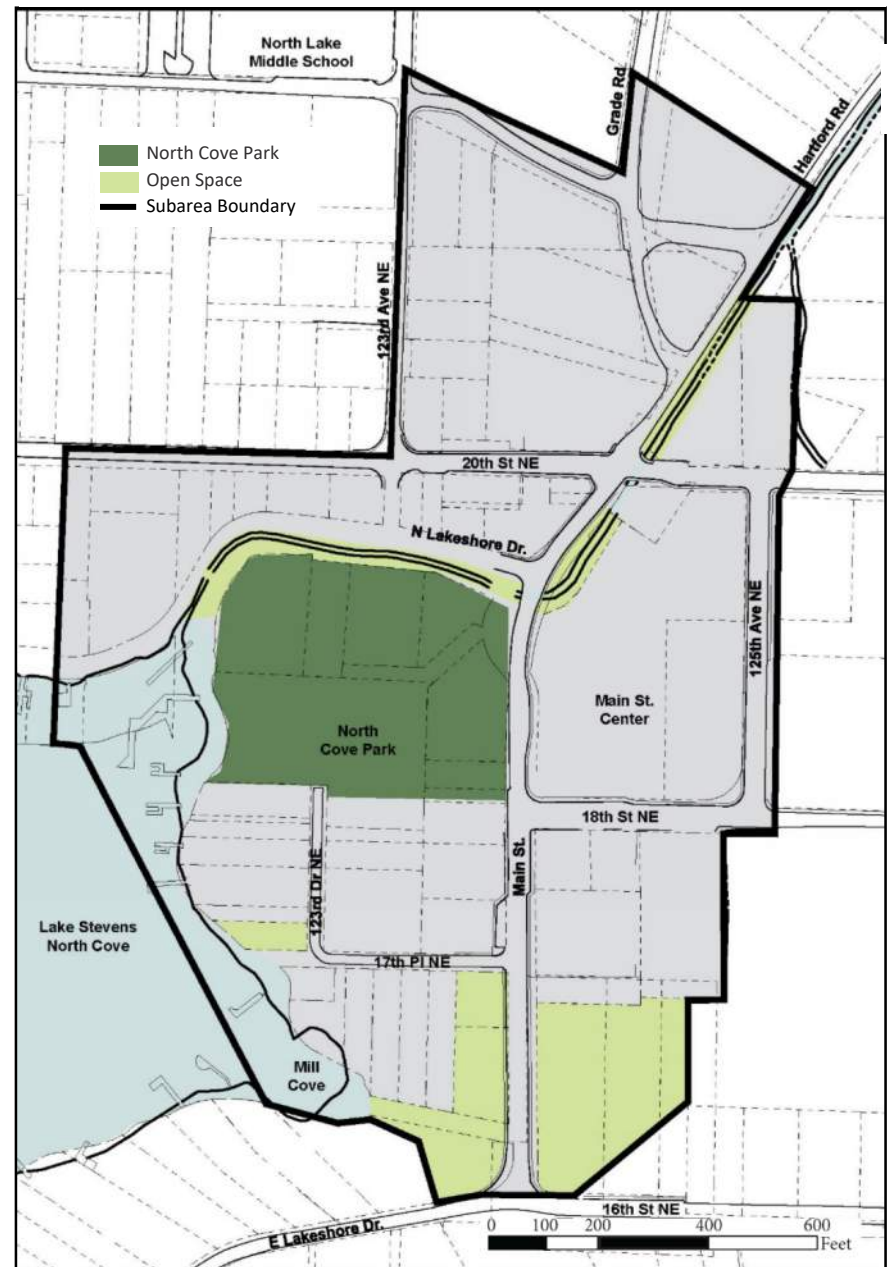 North Lake
Middle School
Grade Rd
Hartford Rd
North Cove Park
Open Space
Subarea Boundary
123rd Ave NE
20th St NE
N Lakeshore Dr.
125th Ave NE
Main St.
Center
North
Cove Park
18th St NE
Main St.
123rd Dr NE
Lake Stevens
North Cove
17th Pl NE
Mill
Cove
16th St NE
E Lakeshore Dr.
0 100 200 400 600
Feet